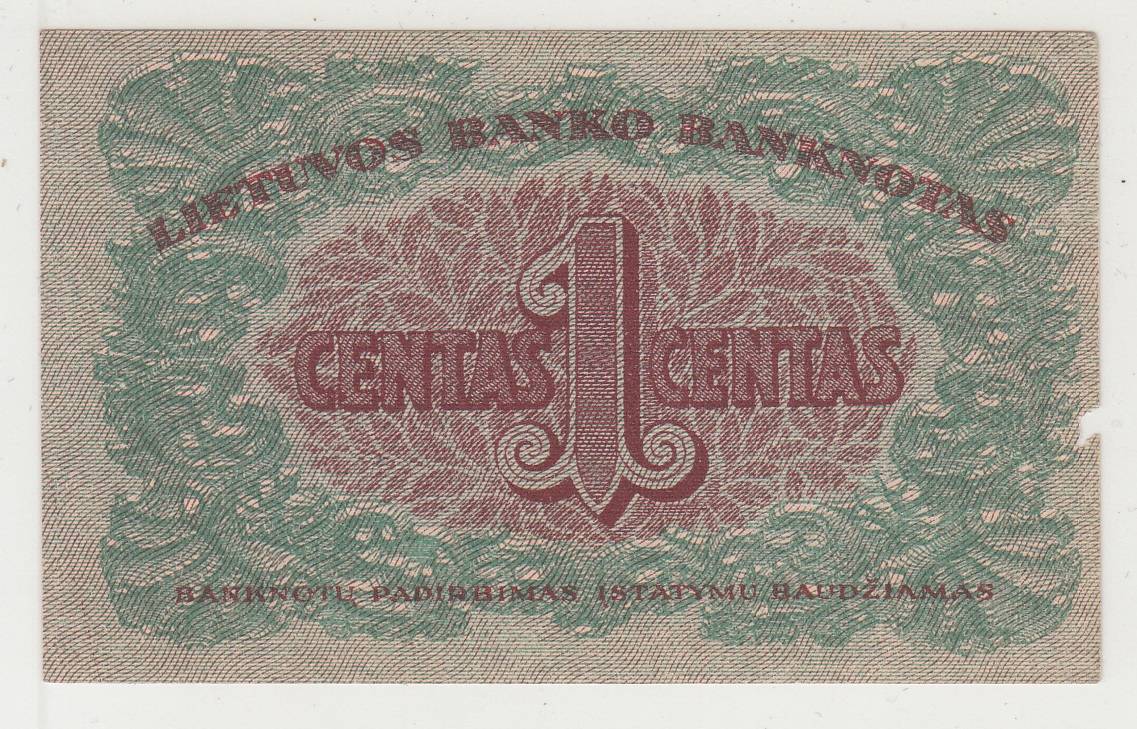 LIETUVOS BANKO BANKNOTAS
CENTAS 1 CENTAS
BANKNOTŲ PADIRBIMAS ĮSTATYMŲ BAUDŽIAMAS